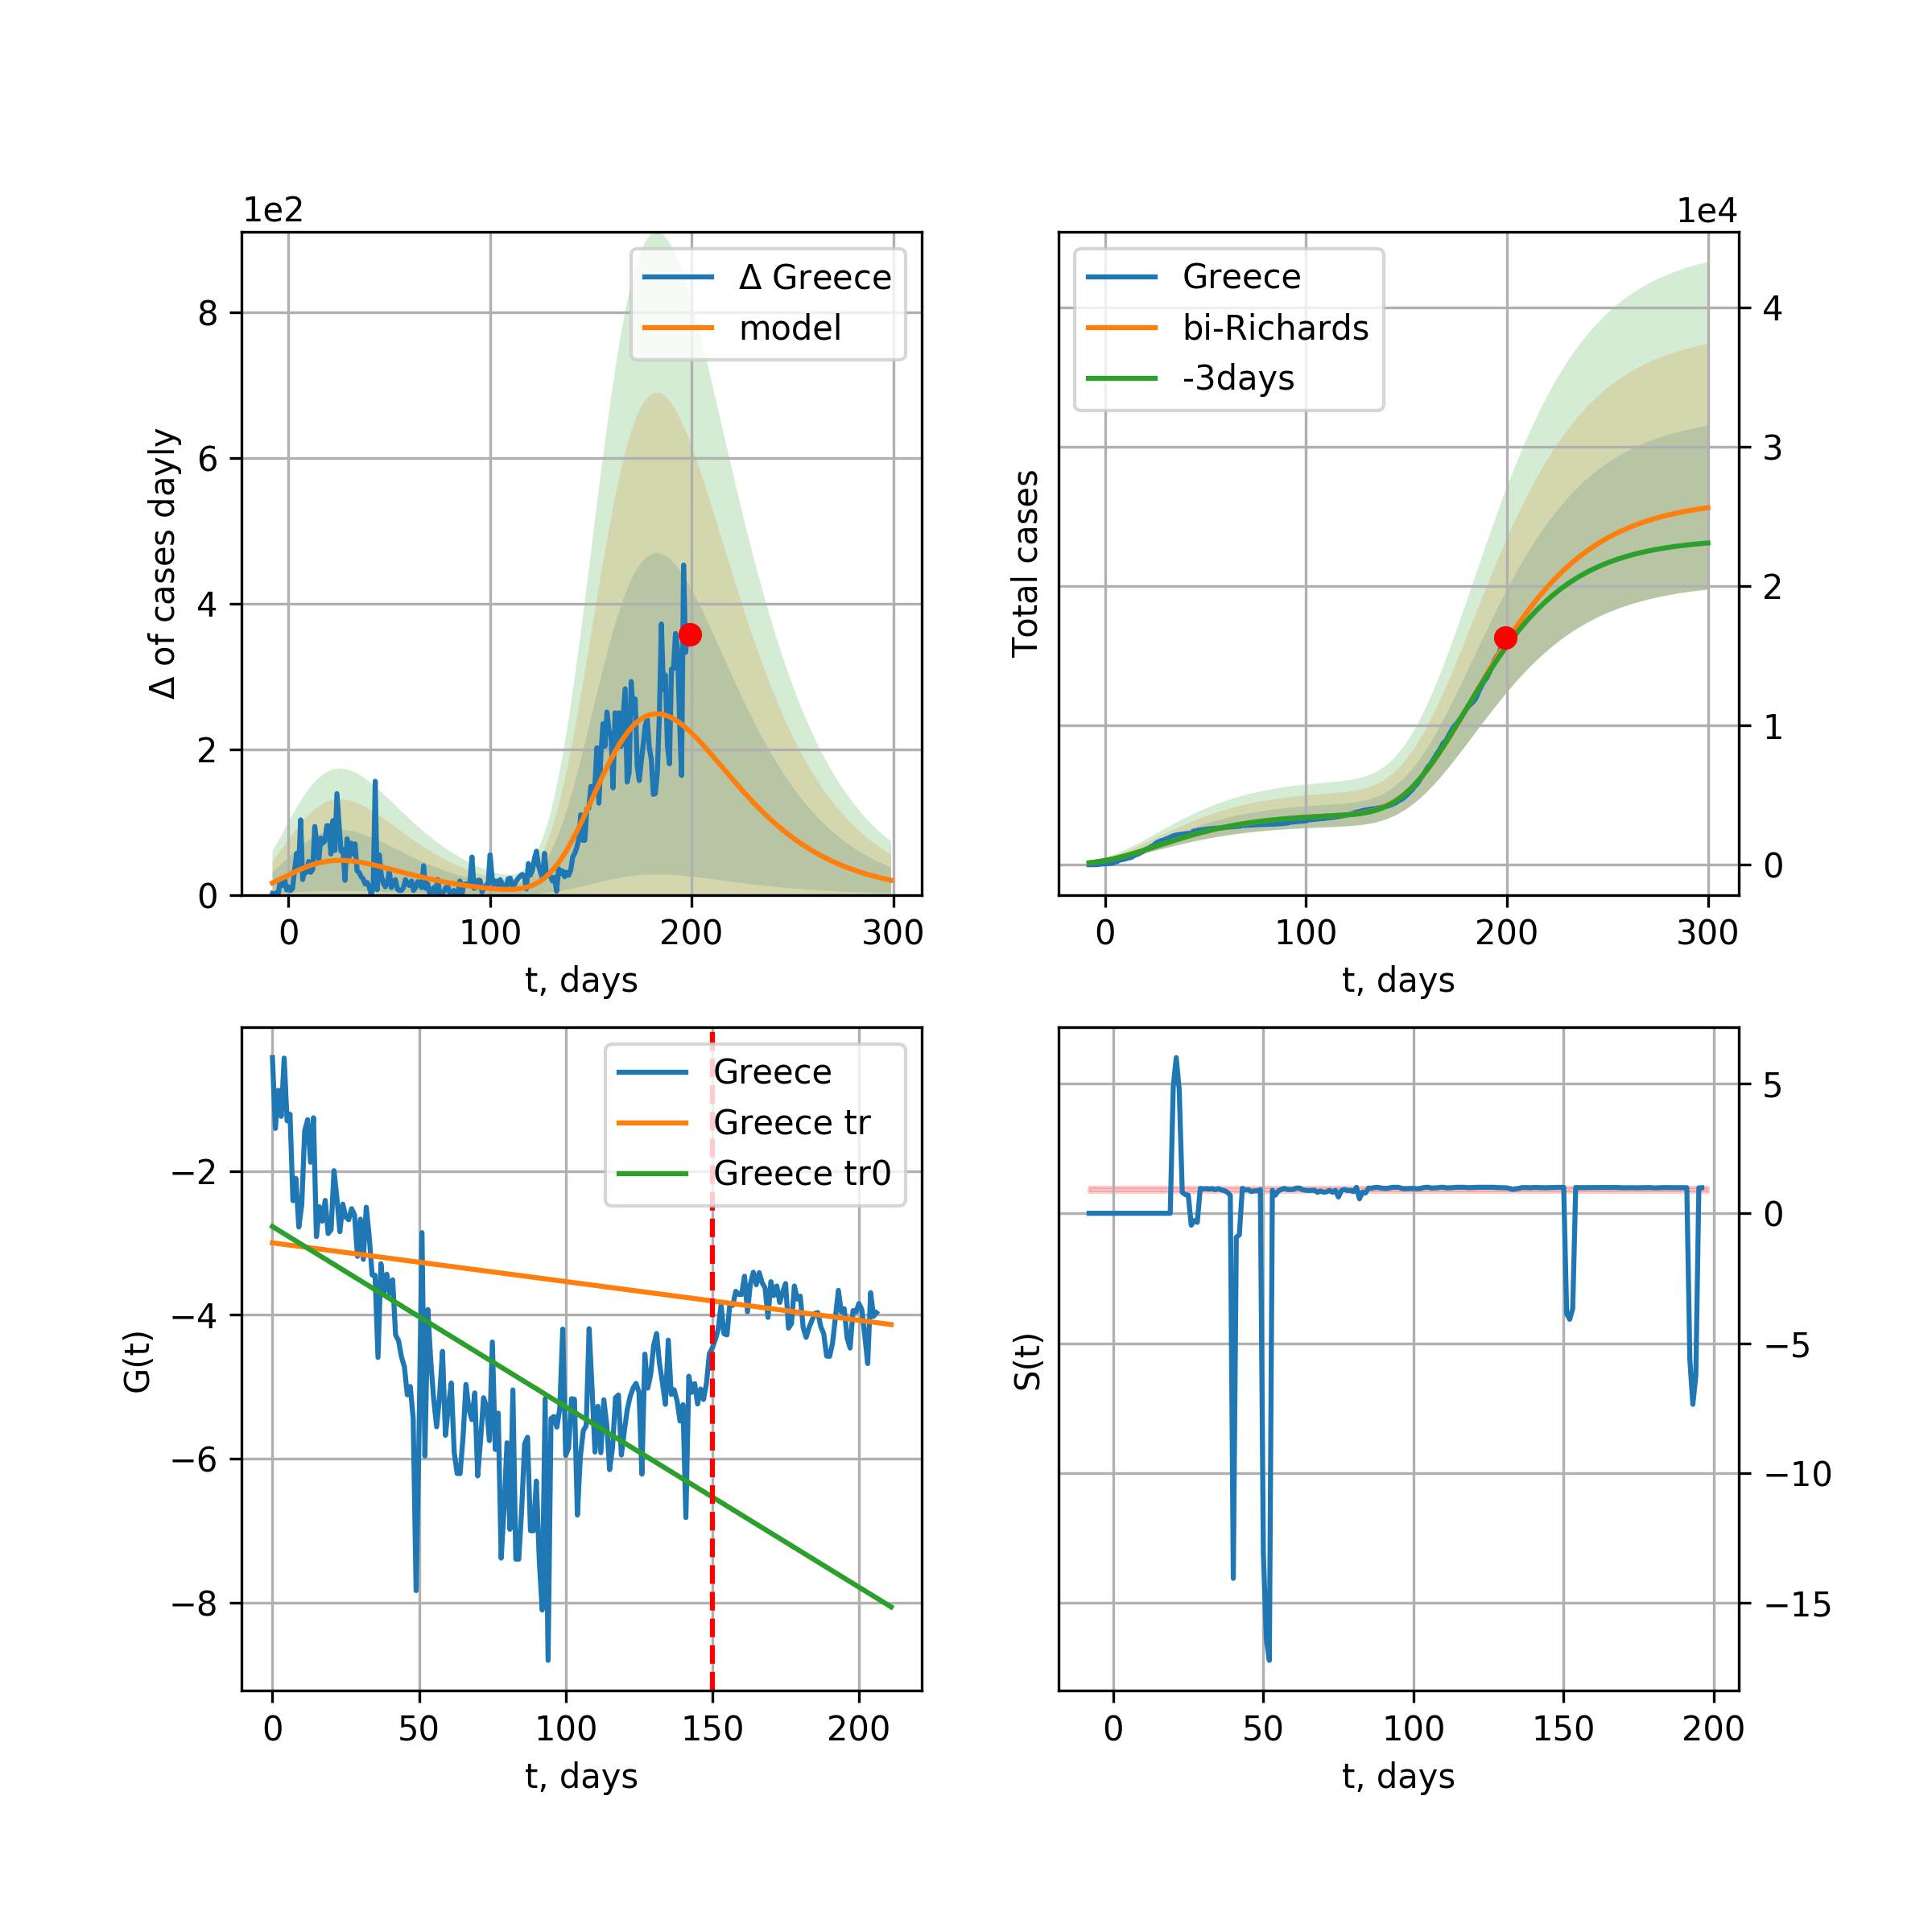 1e2
Δ of cases dayly
8
6
4
2
0
0 100 200 300
t, days
Δ Greece
model
1e4
Total cases
4
3
2
1
0
0 100 200 300
t, days
Greece
bi-Richards
-3days
G(t)
−2
−4
−6
−8
0 50 100 150 200
t, days
Greece
Greece tr
Greece tr0
S(t)
5
0
−5
−10
−15
0 50 100 150 200
t, days